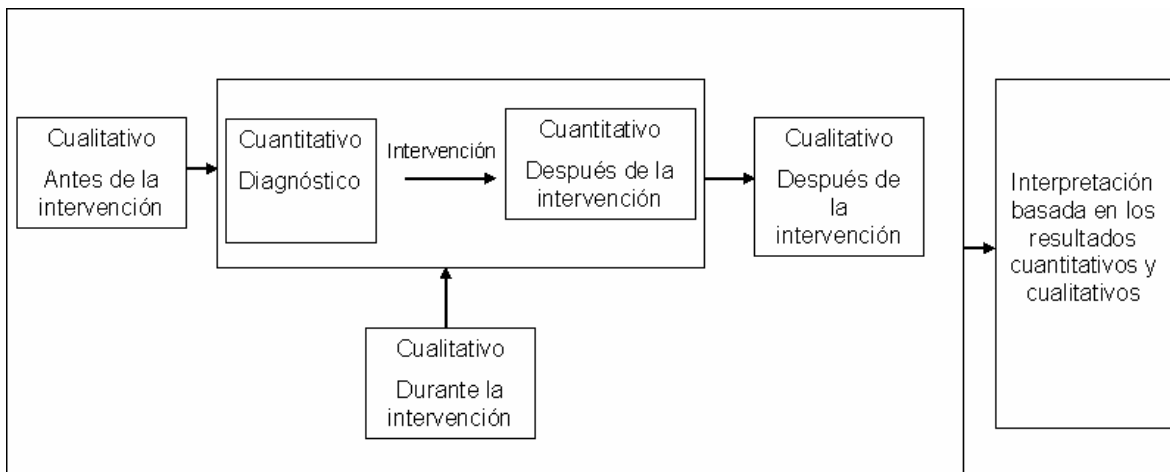 Cualitativo
Antes de la
intervención
Cuantitativo
Diagnóstico
Intervención
Cuantitativo
Después de la
intervención
Cualitativo
Después de
la
intervención
Cualitativo
Durante la
intervención
Interpretación
basada en los
resultados
cuantitativos y
cualitativos